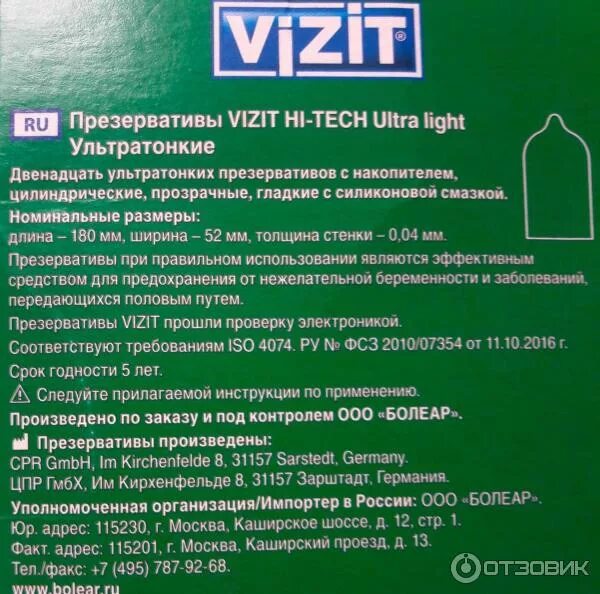 ViZiT®
RU Презервативы VIZIT HI-TECH Ultra light
Ультратонкие
Двенадцать ультратонких презервативов с накопителем,
цилиндрические, прозрачные, гладкие с силиконовой смазкой.
Номинальные размеры:
длина – 180 мм, ширина – 52 мм, толщина стенки – 0,04 мм.
Презервативы при правильном использовании являются эффективным
средством для предохранения от нежелательной беременности и заболеваний,
передающихся половым путем.
Презервативы VIZIT прошли проверку электроникой.
Соответствуют требованиям ISO 4074. РУ № ФСЗ 2010/07354 от 11.10.2016 г.
Срок годности 5 лет.
Следуйте прилагаемой инструкции по применению.
Произведено по заказу и под контролем ООО «БОЛЕАР».
Презервативы произведены:
CPR GmbH, Im Kirchenfelde 8, 31157 Sarstedt, Germany.
ЦПР ГмбХ, Им Кирхенфельде 8, 31157 Зарштадт, Германия.
Уполномоченная организация/Импортер в России: ООО «БОЛЕАР».
Юр. адрес: 115230, г. Москва, Каширское шоссе, д. 12, стр. 1.
Факт. адрес: 115201, г. Москва, Каширский проезд, д. 13.
Тел./факс: +7 (495) 787-92-68.
www.bolear.ru
ОТЗОВИК